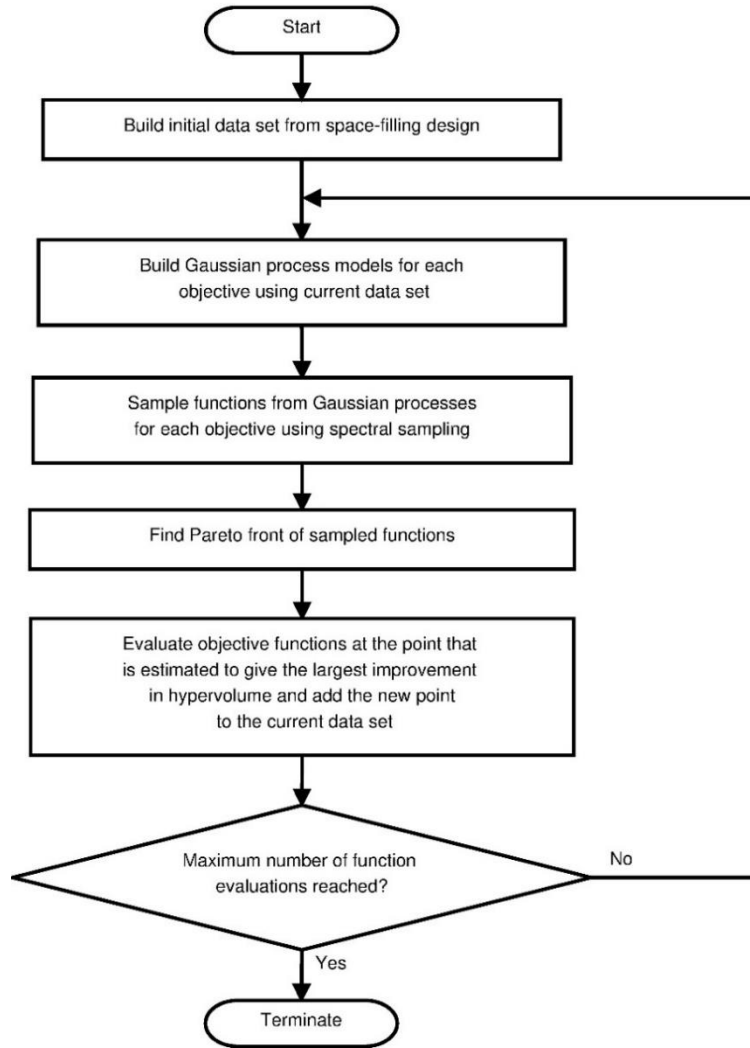 Start
Build initial data set from space-filling design
Build Gaussian process models for each
objective using current data set
Sample functions from Gaussian processes
for each objective using spectral sampling
Find Pareto front of sampled functions
Evaluate objective functions at the point that
is estimated to give the largest improvement
in hypervolume and add the new point
to the current data set
Maximum number of function
evaluations reached?
No
Yes
Terminate